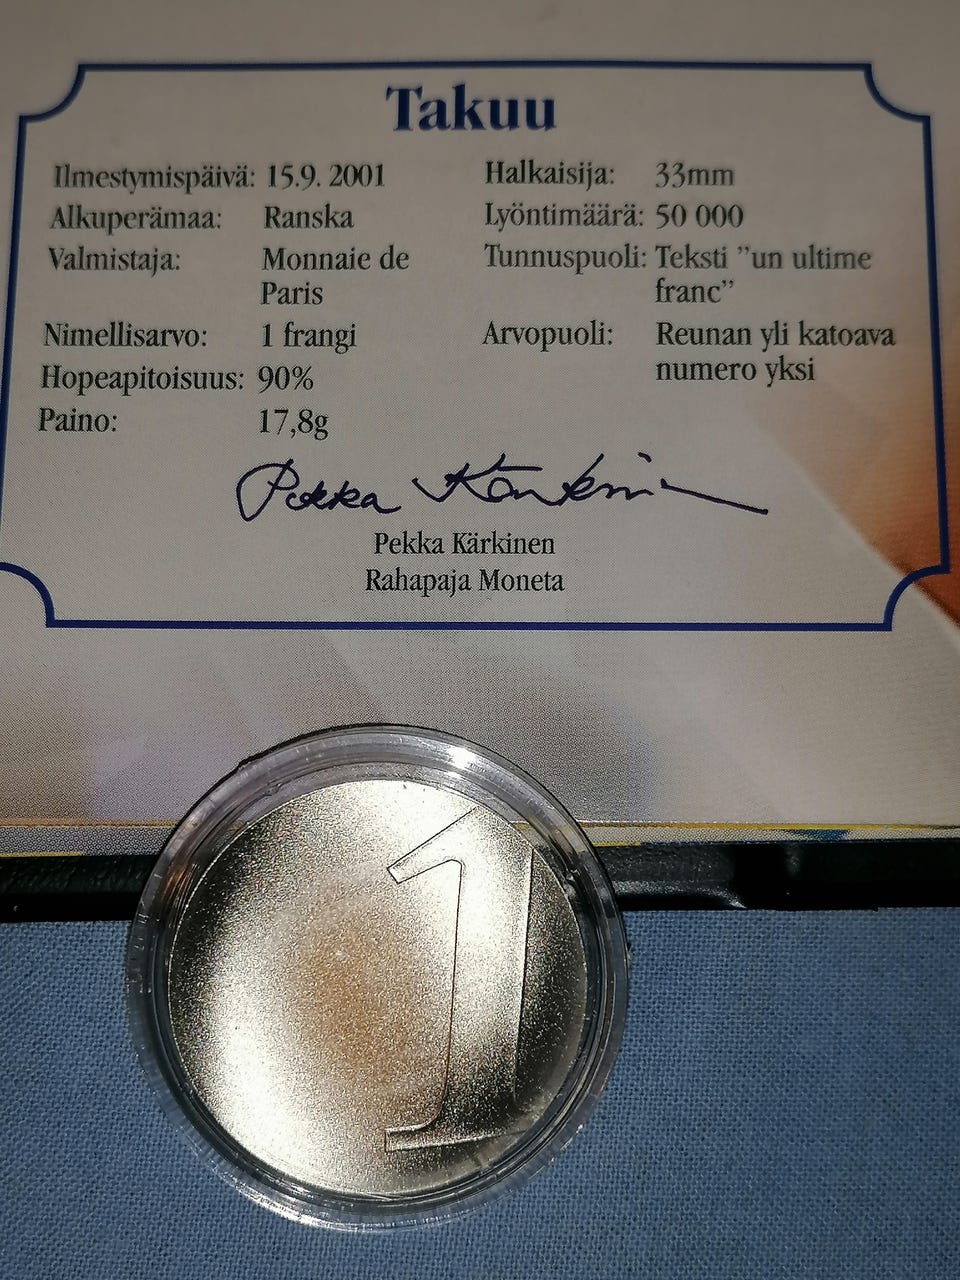 Takuu
Ilmestymispäivä: 15.9. 2001
Alkuperämaa: Ranska
Valmistaja: Monnaie de
Paris
Nimellisarvo: 1 frangi
Hopeapitoisuus: 90%
Paino: 17,8g
Halkaisija: 33mm
Lyöntimäärä: 50 000
Tunnuspuoli: Teksti ”un ultime
franc”
Arvopuoli: Reunan yli katoava
numero yksi
Pekka Kärkinen
Pekka Kärkinen
Rahapaja Moneta
1